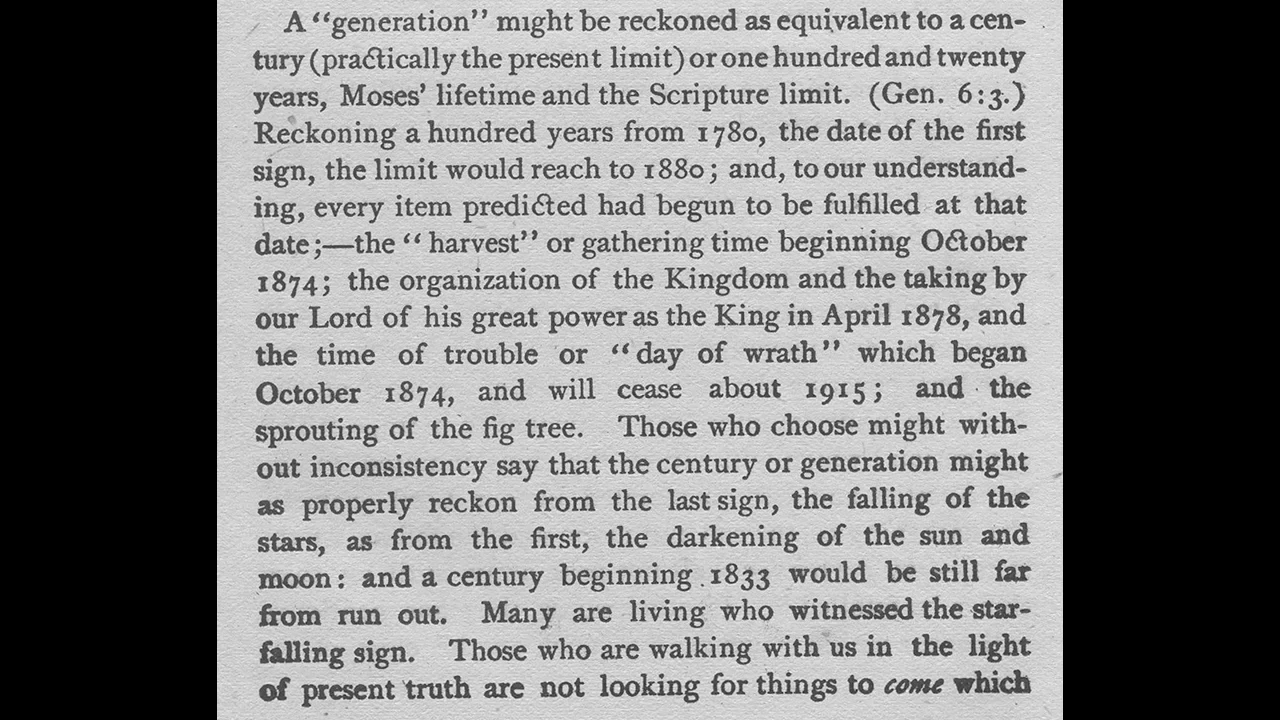 A “generation” might be reckoned as equivalent to a cen-
tury (practically the present limit) or one hundred and twenty
years, Moses’ lifetime and the Scripture limit. (Gen. 6:3.)
Reckoning a hundred years from 1780, the date of the first
sign, the limit would reach to 1880; and, to our understand-
ing, every item predicted had begun to be fulfilled at that
date;—the “harvest” or gathering time beginning October
1874; the organization of the Kingdom and the taking by
our Lord of his great power as the King in April 1878, and
the time of trouble or “day of wrath” which began
October 1874, and will cease about 1915; and the
sprouting of the fig tree. Those who choose might with-
out inconsistency say that the century or generation might
as properly reckon from the last sign, the falling of the
stars, as from the first, the darkening of the sun and
moon: and a century beginning 1833 would be still far
from run out. Many are living who witnessed the star-
falling sign. Those who are walking with us in the light
of present truth are not looking for things to come which